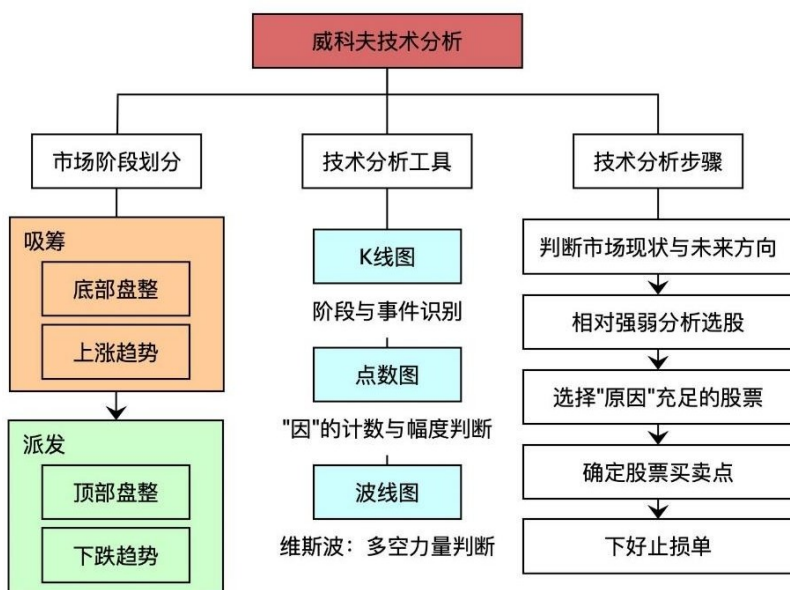 威科夫技术分析
市场阶段划分
吸筹
底部盘整
上涨趋势
派发
顶部盘整
下跌趋势
技术分析工具
K线图
阶段与事件识别
点数图
"因"的计数与幅度判断
波线图
维斯波：多空力量判断
技术分析步骤
判断市场现状与未来方向
相对强弱分析选股
选择"原因"充足的股票
确定股票买卖点
下好止损单